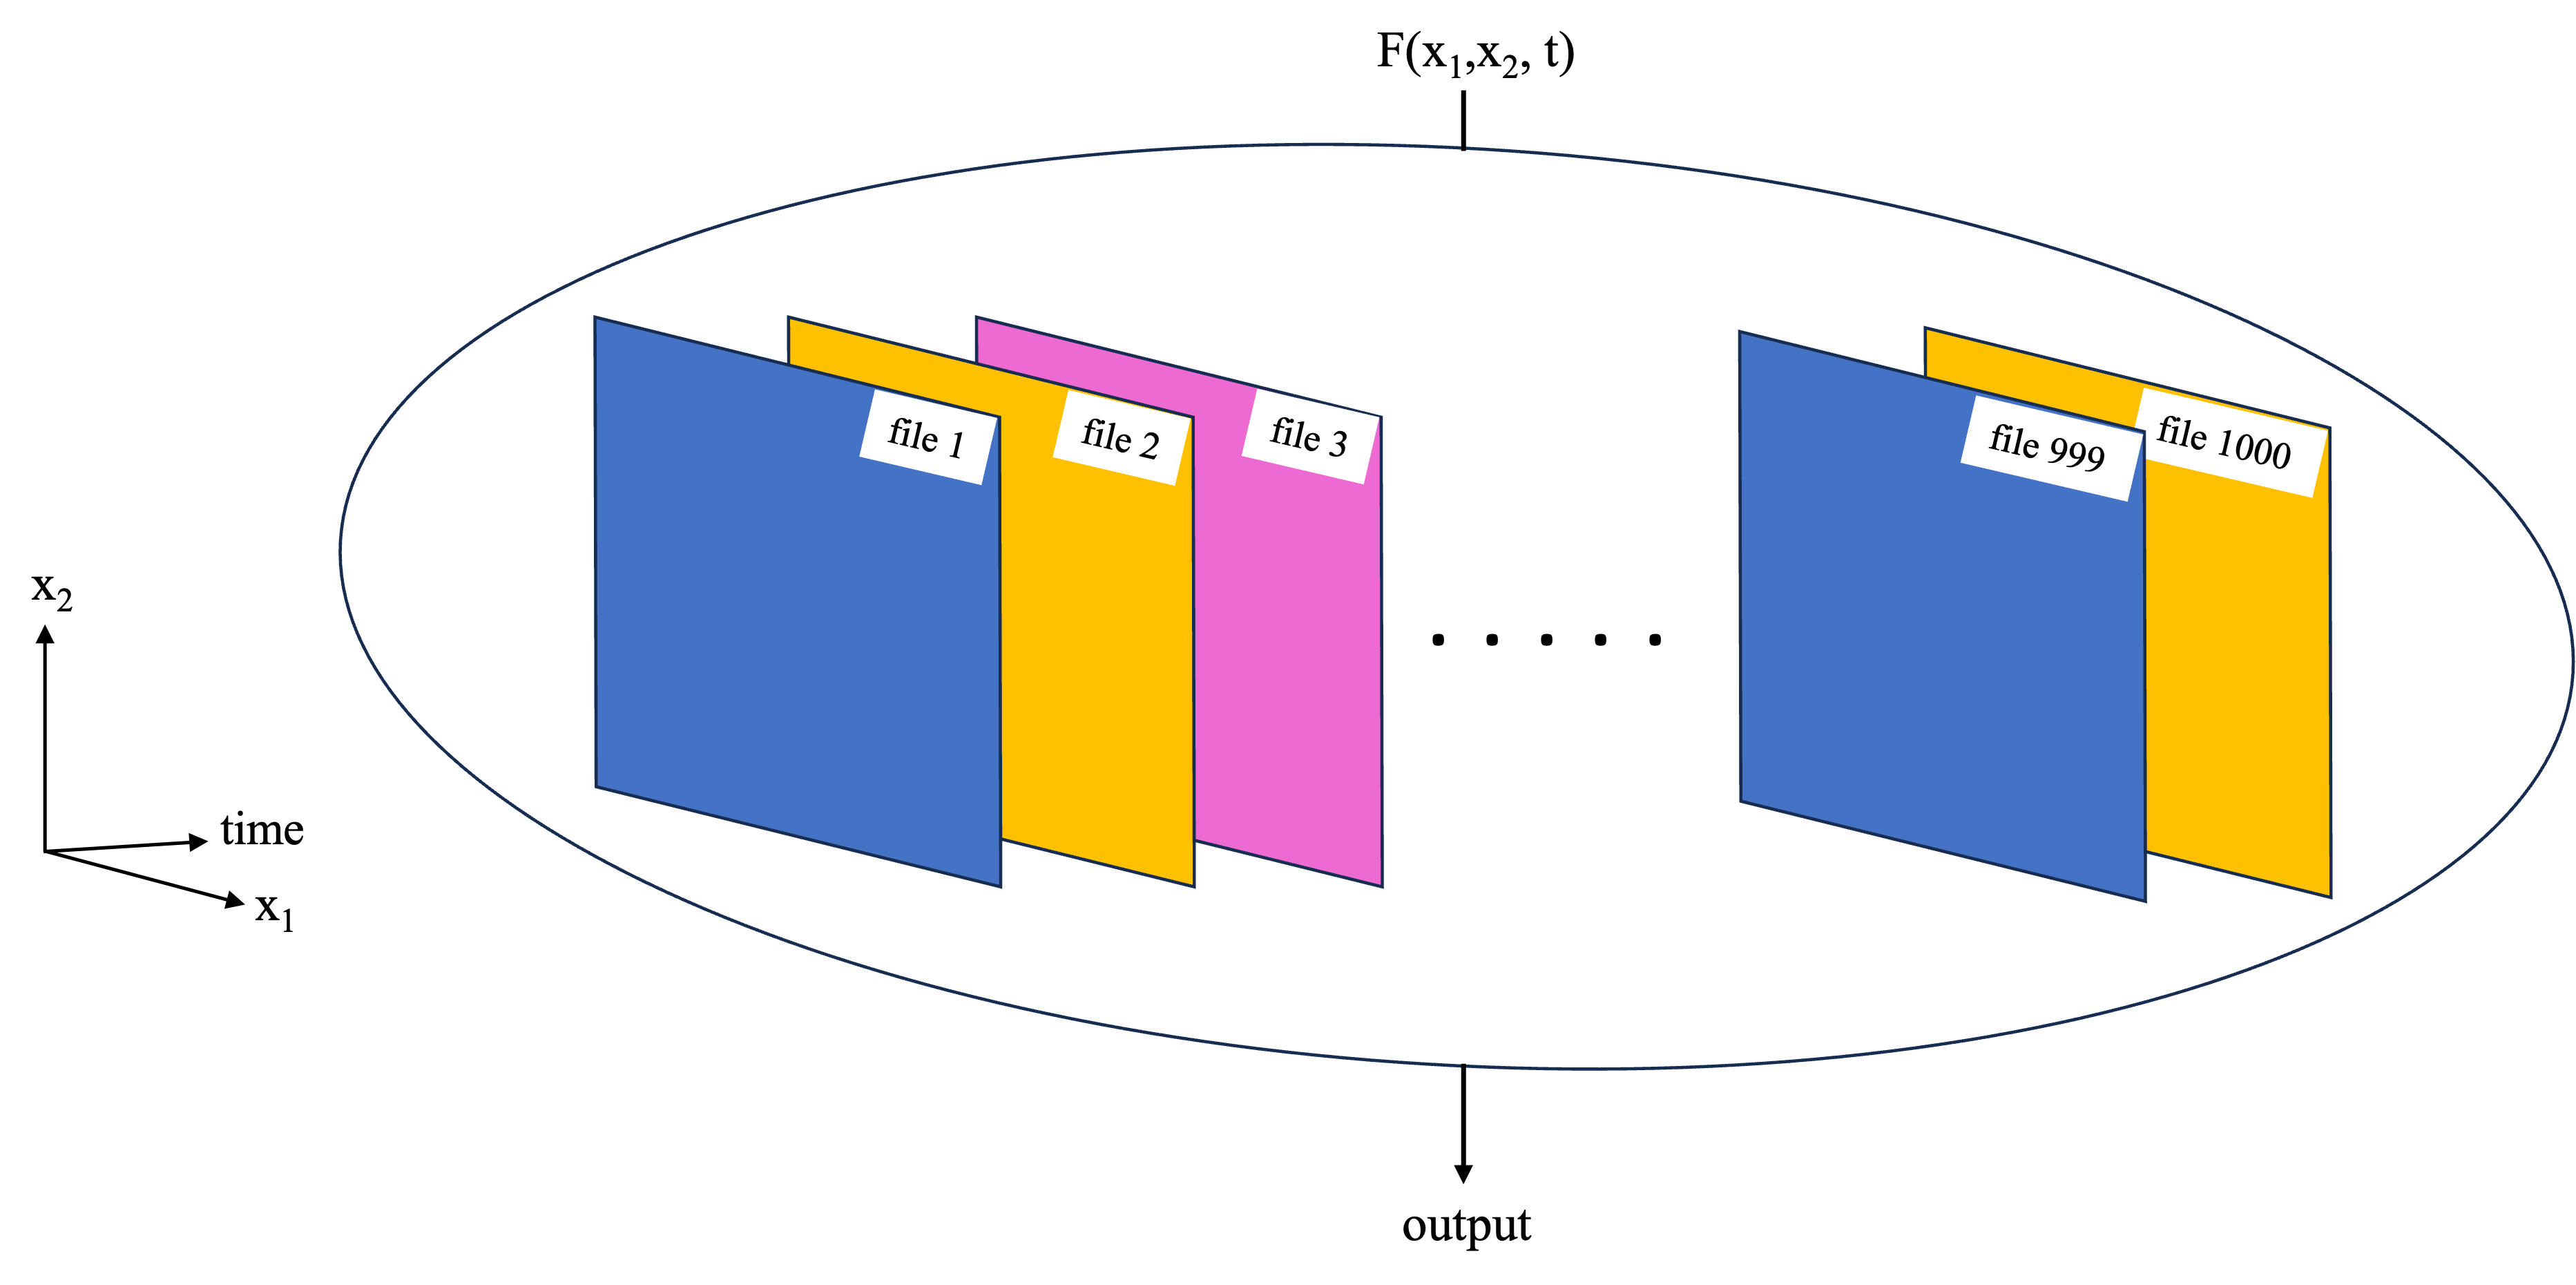 F(x₁,x₂, t)
file 1
file 2
file 3
file 999
file 1000
x₂
time
x₁
output